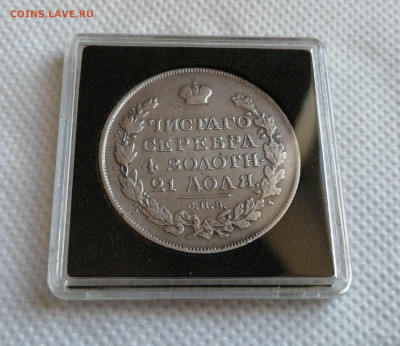 COINS.LAVE.RU
ЧИСТАГО
СЕРЕБРА
4. ЗОЛОТН.
21 ДОЛЯ
С.П.Б.